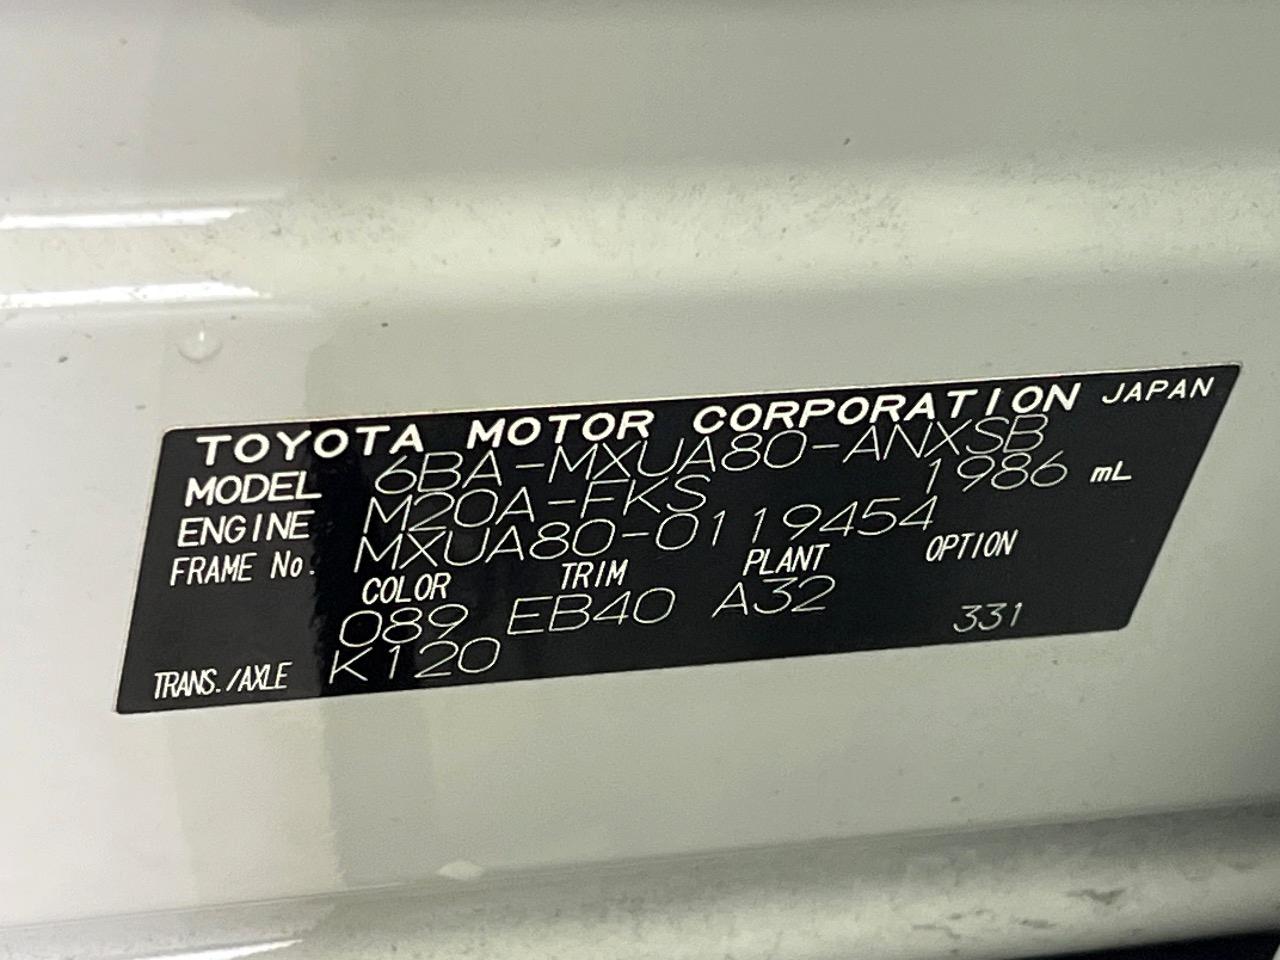 TOYOTA MOTOR CORPORATION JAPAN
MODEL 6BA-MXUA80-ANXSB
ENGINE M20A-FKS 1986 mL
FRAME No. MXUA80-0119454
COLOR TRIM PLANT OPTION
089 EB40 A32 331
TRANS./AXLE K120